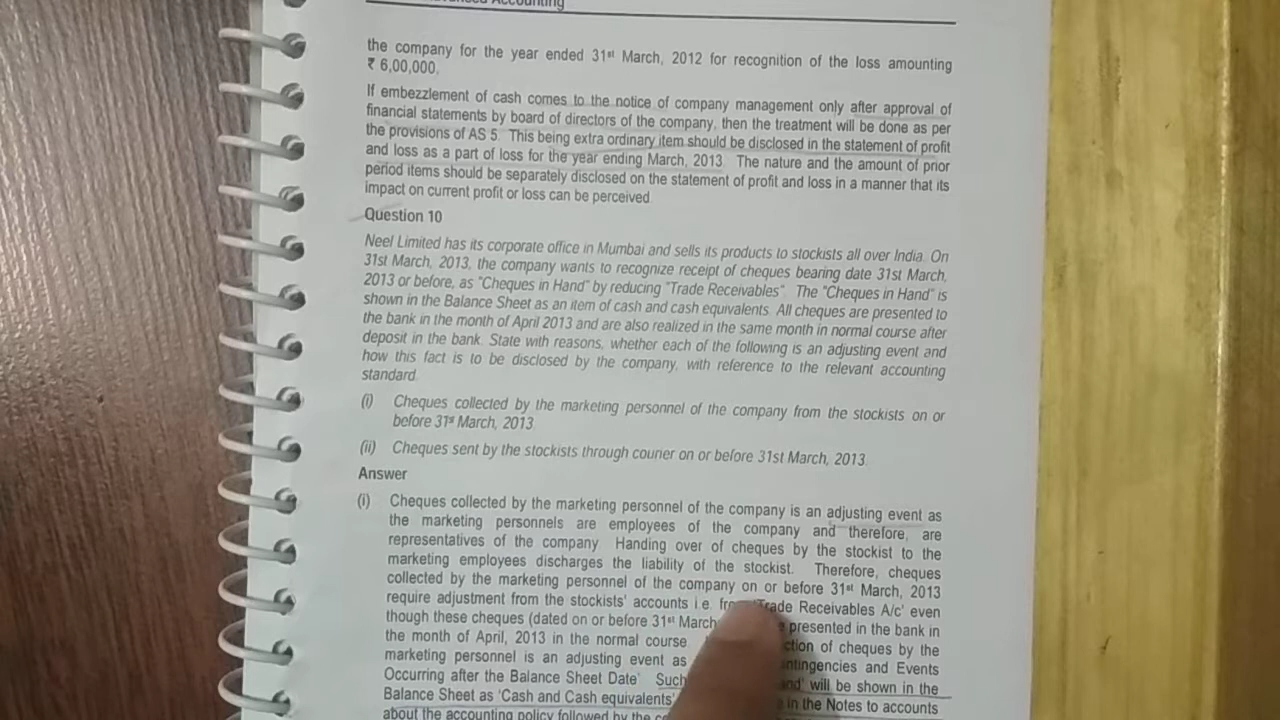 Accounting
the company for the year ended 31st March, 2012 for recognition of the loss amounting
₹ 6,00,000.
If embezzlement of cash comes to the notice of company management only after approval of
financial statements by board of directors of the company, then the treatment will be done as per
the provisions of AS 5. This being extra ordinary item should be disclosed in the statement of profit
and loss as a part of loss for the year ending March, 2013. The nature and the amount of prior
period items should be separately disclosed on the statement of profit and loss in a manner that its
impact on current profit or loss can be perceived.
Question 10
Neel Limited has its corporate office in Mumbai and sells its products to stockists all over India. On
31st March, 2013, the company wants to recognize receipt of cheques bearing date 31st March,
2013 or before, as "Cheques in Hand" by reducing "Trade Receivables". The "Cheques in Hand" is
shown in the Balance Sheet as an item of cash and cash equivalents. All cheques are presented to
the bank in the month of April 2013 and are also realized in the same month in normal course after
deposit in the bank. State with reasons, whether each of the following is an adjusting event and
how this fact is to be disclosed by the company, with reference to the relevant accounting
standard.
(i) Cheques collected by the marketing personnel of the company from the stockists on or
before 31st March, 2013.
(ii) Cheques sent by the stockists through courier on or before 31st March, 2013.
Answer
(i) Cheques collected by the marketing personnel of the company is an adjusting event as
the marketing personnels are employees of the company and therefore, are
representatives of the company. Handing over of cheques by the stockist to the
marketing employees discharges the liability of the stockist. Therefore, cheques
collected by the marketing personnel of the company on or before 31st March, 2013
require adjustment from the stockists' accounts i.e. Trade Receivables A/c' even
though these cheques (dated on or before 31st March presented in the bank in
the month of April, 2013 in the normal course. of cheques by the
marketing personnel is an adjusting event as and Events
Occurring after the Balance Sheet Date'. Such will be shown in the
Balance Sheet as 'Cash and Cash equivalents' in the Notes to accounts
about the accounting policy followed by the